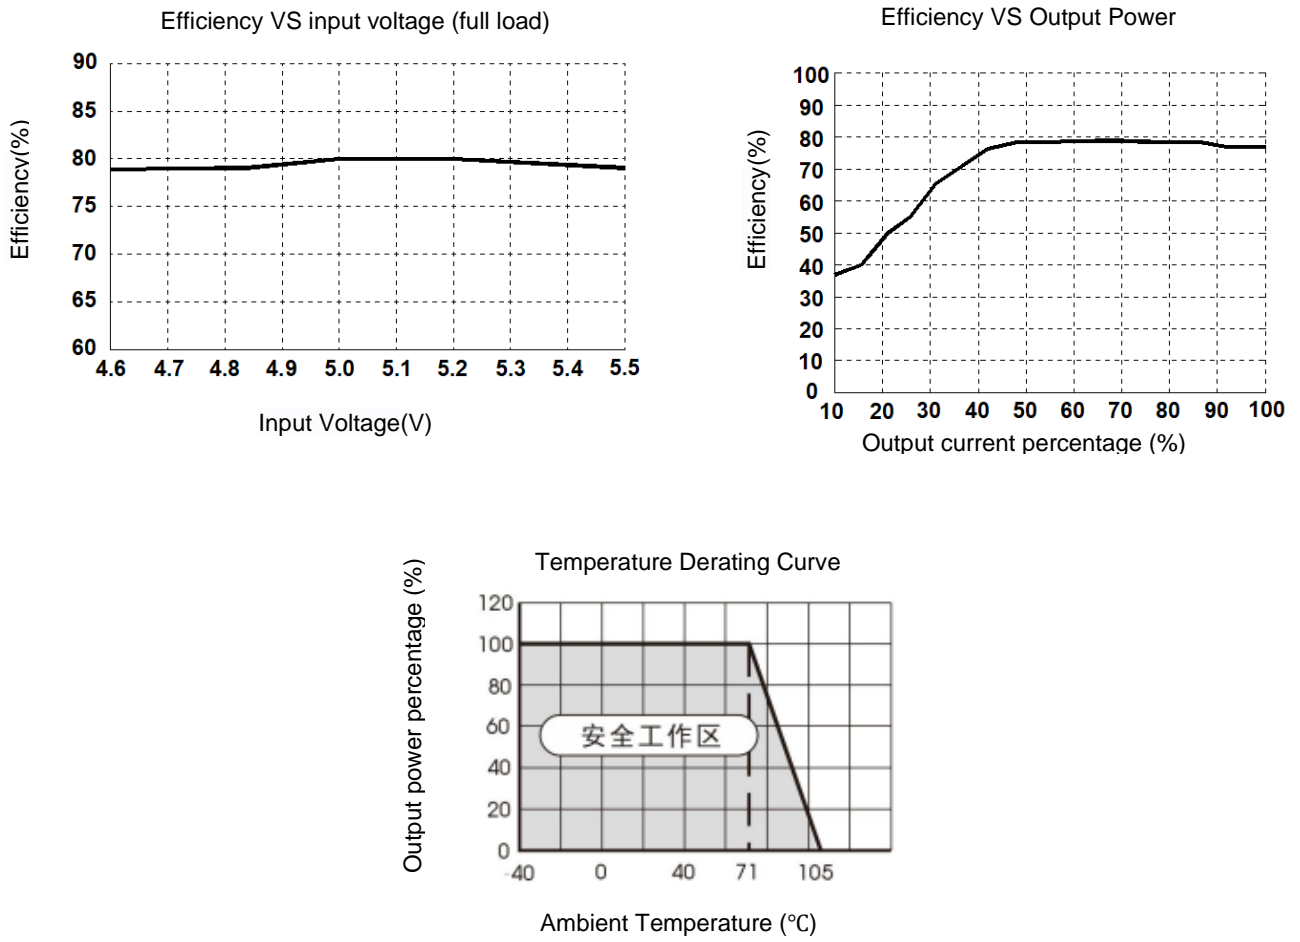 Efficiency VS input voltage (full load)
Efficiency(%)
90
85
80
75
70
65
60
4.6 4.7 4.8 4.9 5.0 5.1 5.2 5.3 5.4 5.5
Input Voltage(V)
Efficiency VS Output Power
Efficiency(%)
100
90
80
70
60
50
40
30
20
10
0
10 20 30 40 50 60 70 80 90 100
Output current percentage (%)
Temperature Derating Curve
Output power percentage (%)
120
100
80
60
40
20
0
安全工作区
-40 0 40 71 105
Ambient Temperature (℃)